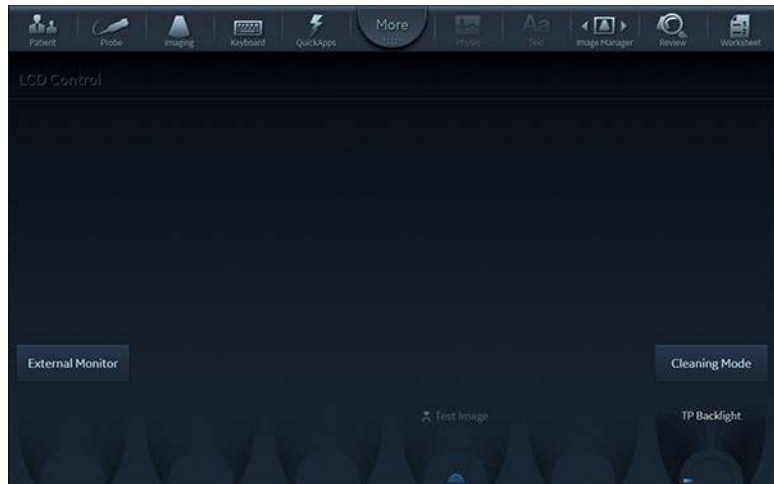 Patient
Probe
Imaging
Keyboard
QuickApps
More
Physio
Aa
Text
Image Manager
Review
Worksheet
LCD Control
External Monitor
Cleaning Mode
Test Image
TP Backlight